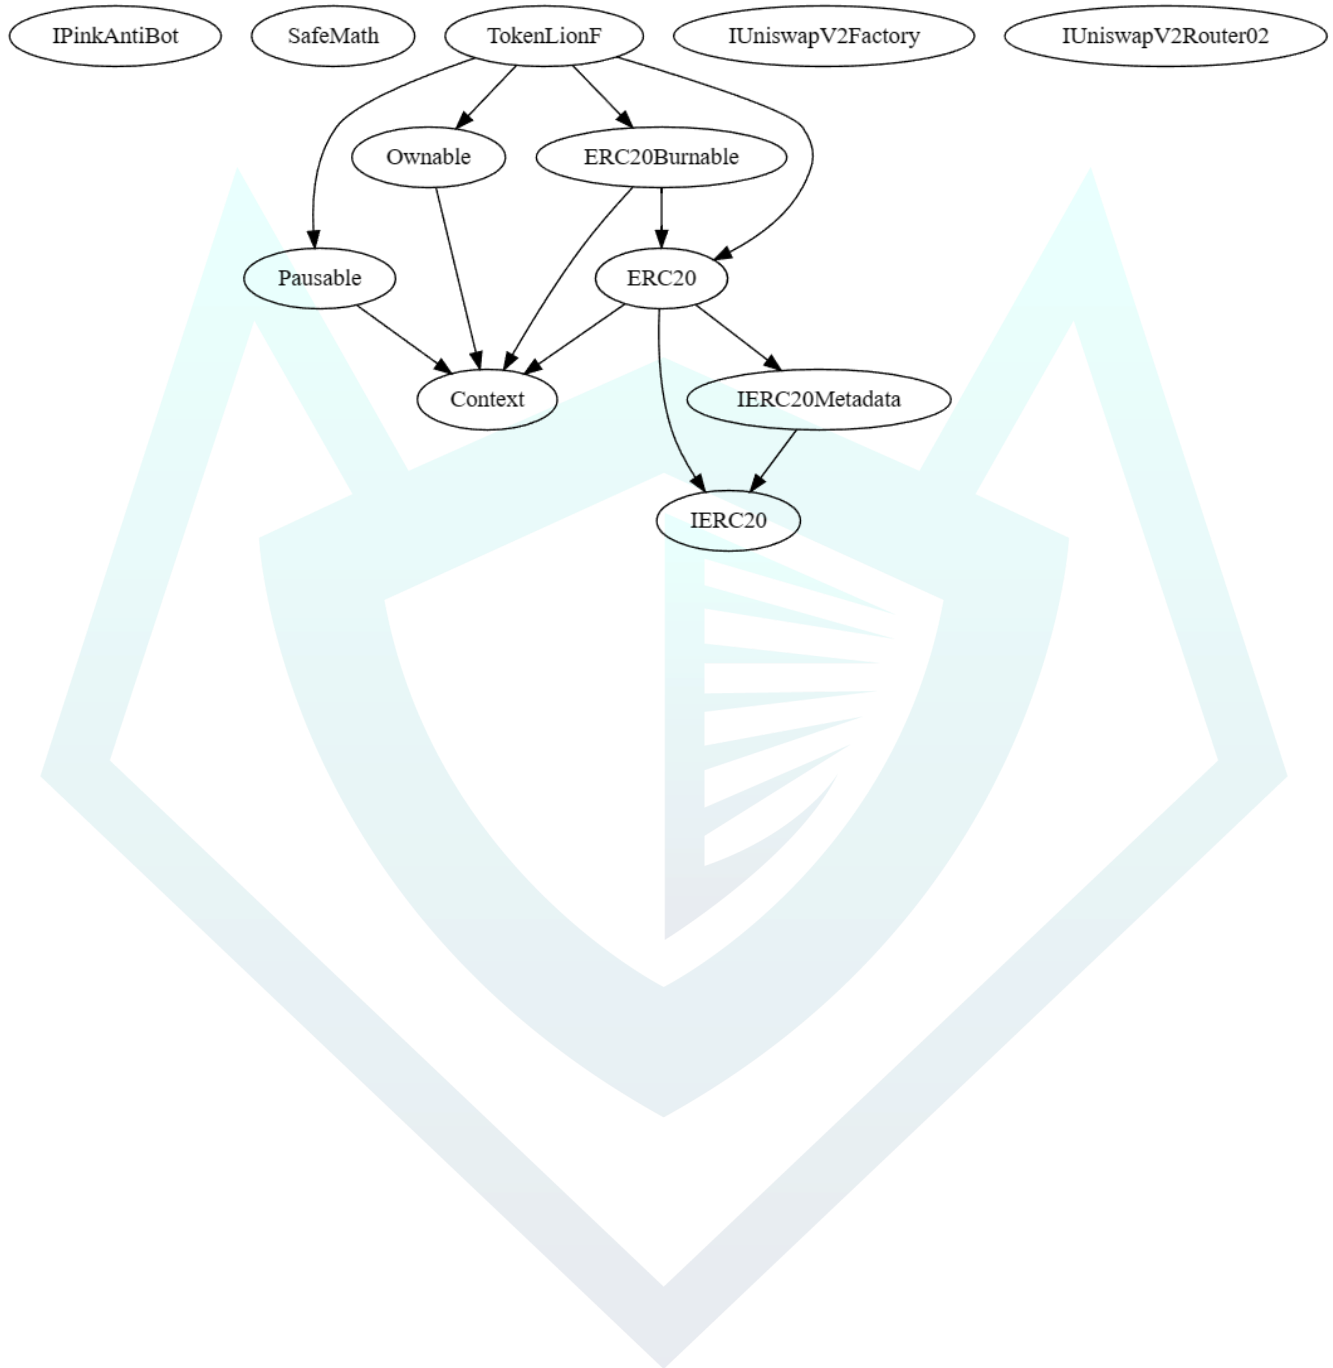 IPinkAntiBot
SafeMath
TokenLionF
IUniswapV2Factory
IUniswapV2Router02
Ownable
ERC20Burnable
Pausable
ERC20
Context
IERC20Metadata
IERC20